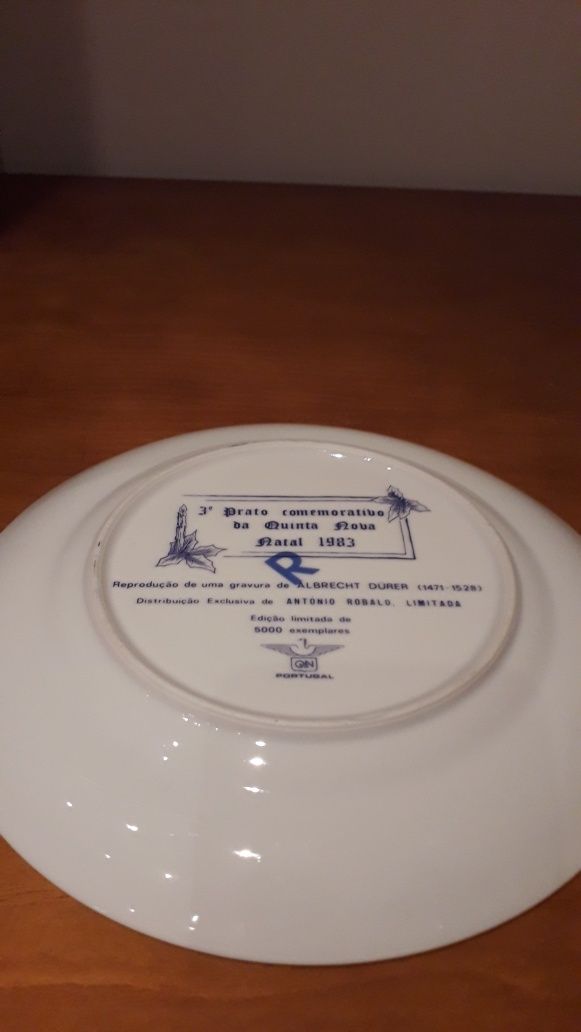 3º Prato comemorativo
da Quinta Nova
Natal 1983
R
Reprodução de uma gravura de ALBRECHT DÜRER (1471-1528)
Distribuição Exclusiva de ANTÓNIO ROBALO, LIMITADA
Edição limitada de
5000 exemplares
QN
PORTUGAL